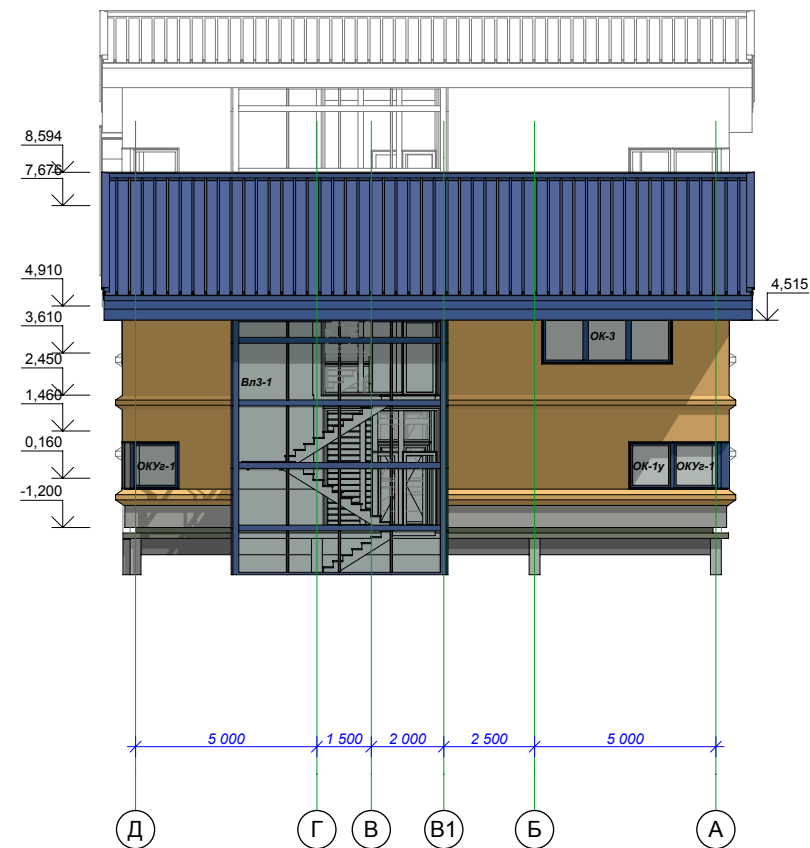 8,594
7,676
4,910
4,515
3,610
ОК-3
2,450
Вл3-1
1,460
0,160
ОКУг-1
ОК-1у
ОКУг-1
-1,200
5 000
1 500
2 000
2 500
5 000
Д
Г
В
В1
Б
А